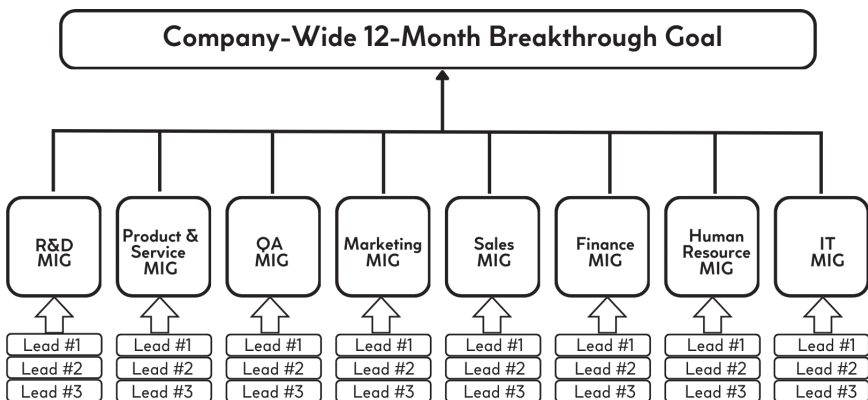 Company-Wide 12-Month Breakthrough Goal
R&D
MIG
Product &
Service
MIG
QA
MIG
Marketing
MIG
Sales
MIG
Finance
MIG
Human
Resource
MIG
IT
MIG
Lead #1
Lead #2
Lead #3
Lead #1
Lead #2
Lead #3
Lead #1
Lead #2
Lead #3
Lead #1
Lead #2
Lead #3
Lead #1
Lead #2
Lead #3
Lead #1
Lead #2
Lead #3
Lead #1
Lead #2
Lead #3
Lead #1
Lead #2
Lead #3